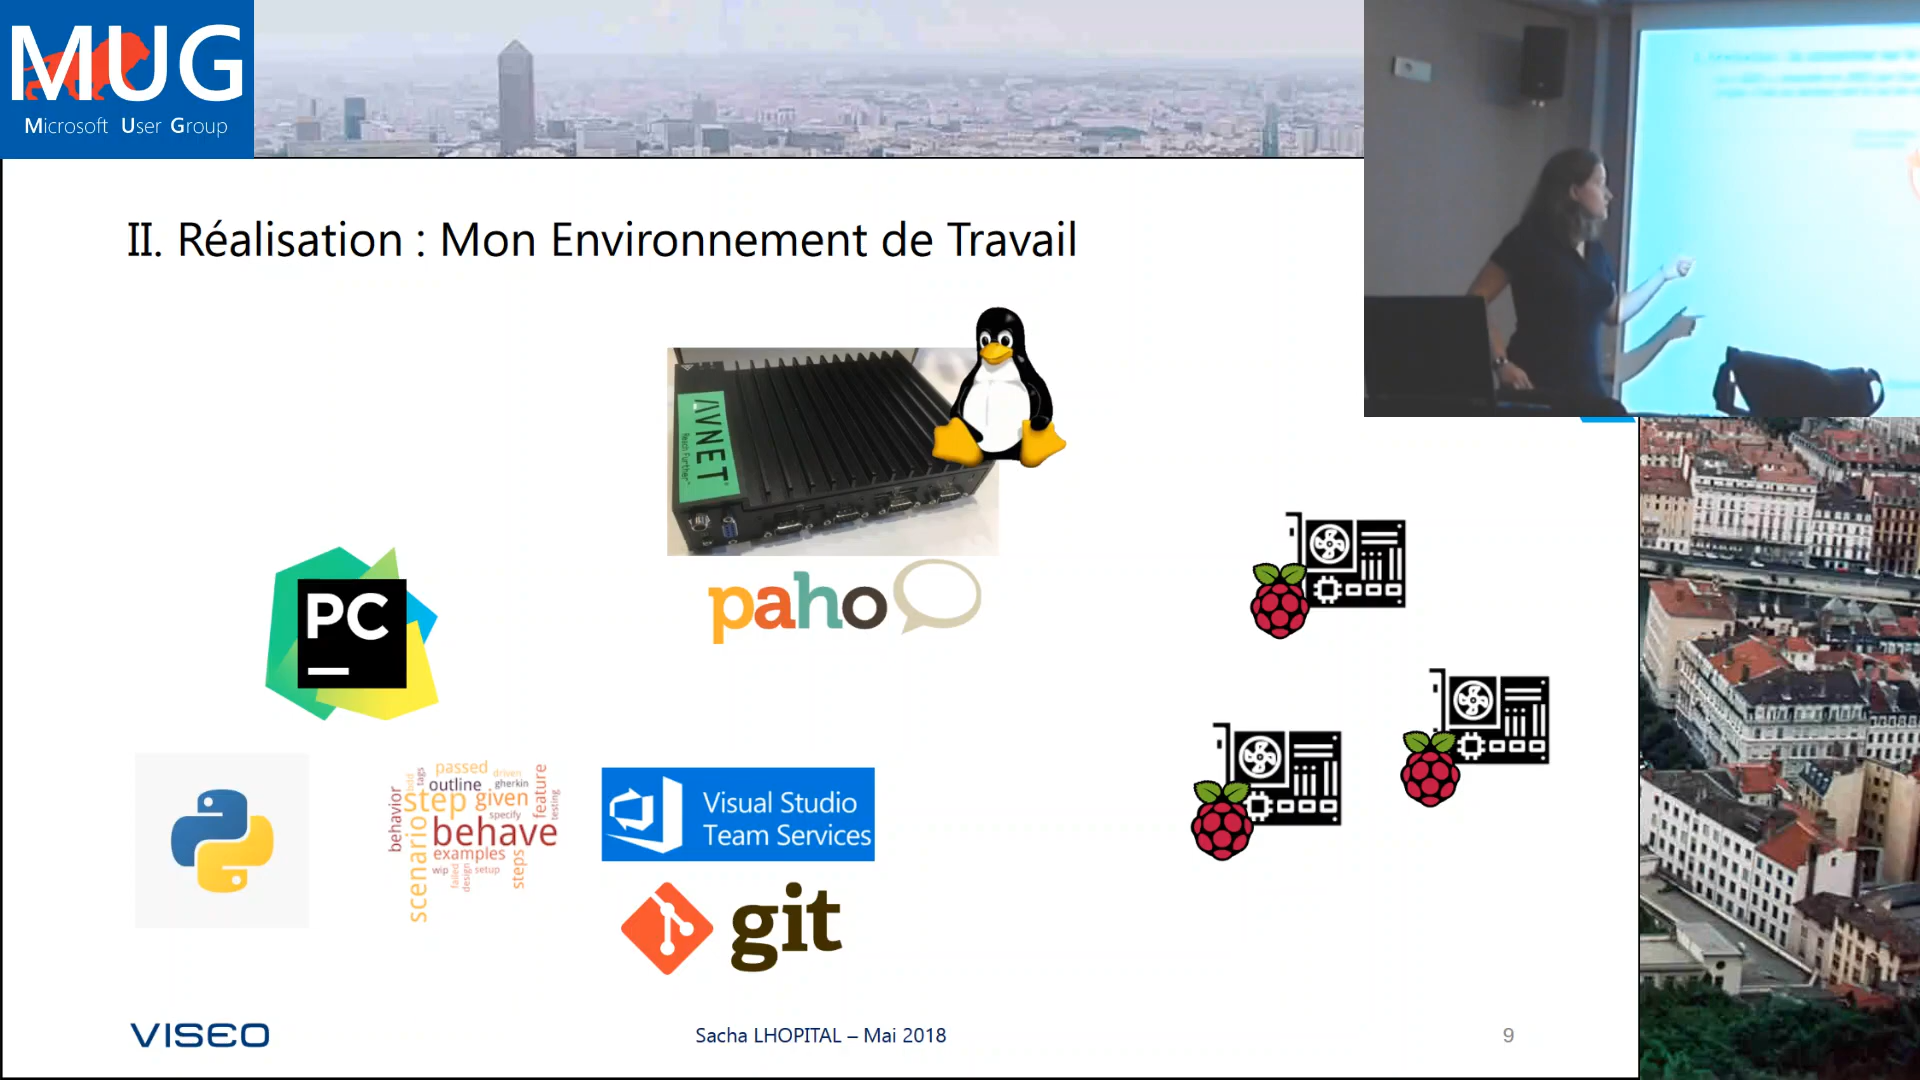 MUG
Microsoft User Group
II. Réalisation : Mon Environnement de Travail
AVNET
Reach Further
paho
PC
passed
driven
tags
outline
gherkin
feature
step
given
testing
behavior
specify
behave
scenario
examples
wip
failed
design
setup
steps
Visual Studio
Team Services
git
VISEO
Sacha LHOPITAL – Mai 2018
9